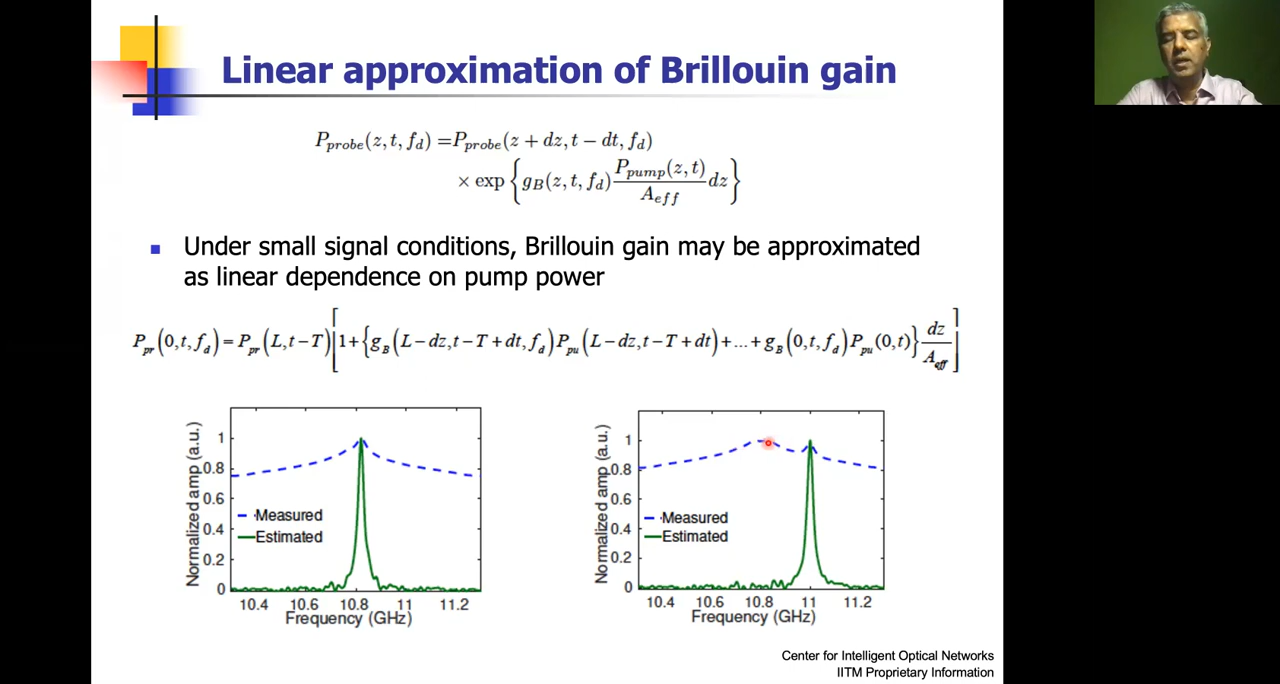 Linear approximation of Brillouin gain
P_probe(z, t, f_d) = P_probe(z + dz, t − dt, f_d)
× exp { g_B(z, t, f_d) P_pump(z, t) / A_eff dz }
■ Under small signal conditions, Brillouin gain may be approximated
as linear dependence on pump power
P_pr(0,t,f_d) = P_pr(L,t−T)[1+{g_B(L−dz,t−T+dt,f_d)P_pu(L−dz,t−T+dt)+...+g_B(0,t,f_d)P_pu(0,t)} dz / A_eff]
Normalized amp (a.u.)
1
0.8
0.6
0.4
0.2
0
Measured
Estimated
10.4 10.6 10.8 11 11.2
Frequency (GHz)
Normalized amp (a.u.)
1
0.8
0.6
0.4
0.2
0
Measured
Estimated
10.4 10.6 10.8 11 11.2
Frequency (GHz)
Center for Intelligent Optical Networks
IITM Proprietary Information